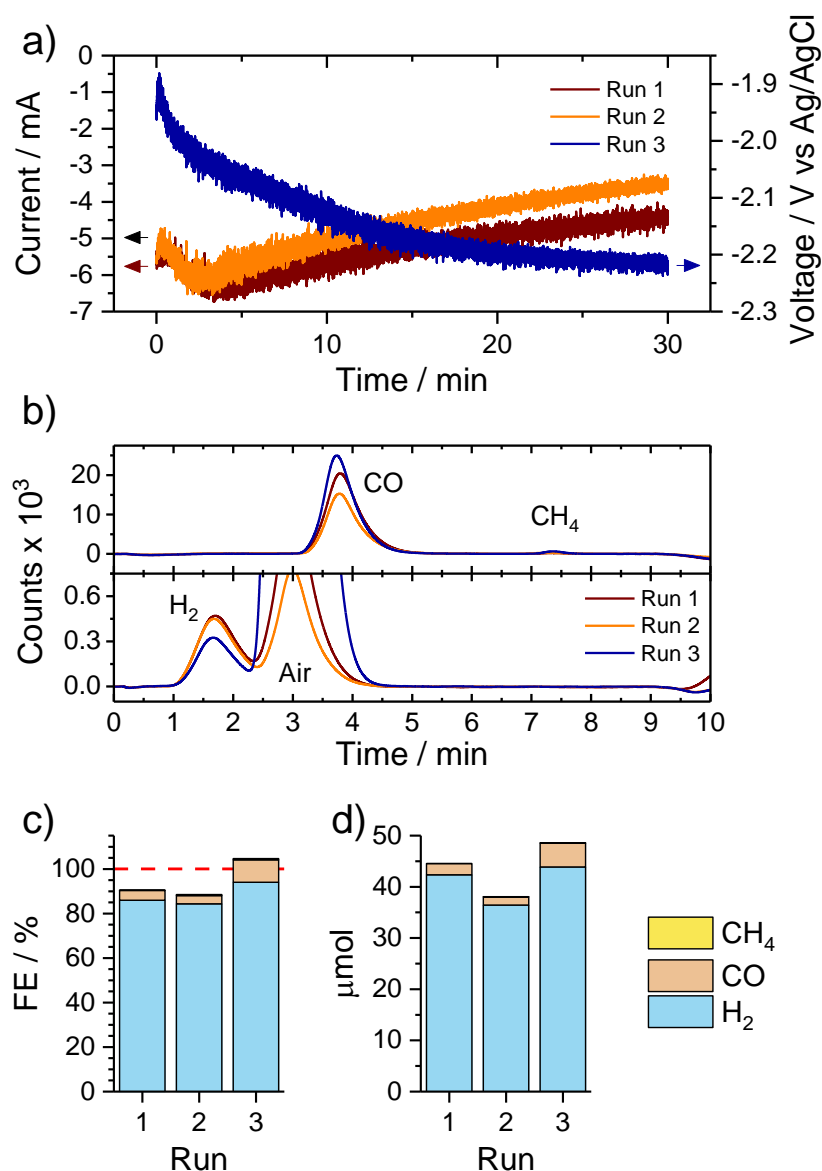 a)
0
-1
-2
-3
-4
-5
-6
-7
Current / mA
Run 1
Run 2
Run 3
-1.9
-2.0
-2.1
-2.2
-2.3
Voltage / V vs Ag/AgCl
0 10 20 30
Time / min
b)
20
10
0
CO
CH4
0.6
0.3
0.0
Counts x 10^3
H2
Air
Run 1
Run 2
Run 3
0 1 2 3 4 5 6 7 8 9 10
Time / min
c)
100
80
60
40
20
0
FE / %
1 2 3
Run
d)
50
40
30
20
10
0
μmol
1 2 3
Run
CH4
CO
H2